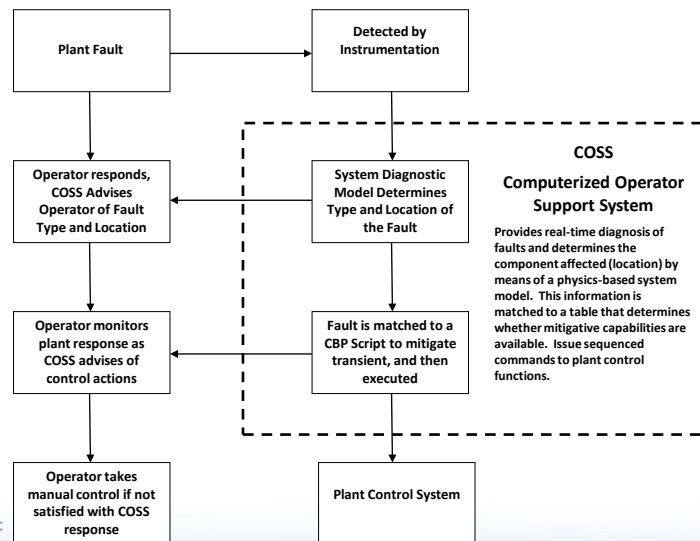 Plant Fault
Detected by
Instrumentation
Operator responds,
COSS Advises
Operator of Fault
Type and Location
System Diagnostic
Model Determines
Type and Location of
the Fault
COSS
Computerized Operator
Support System
Provides real-time diagnosis of
faults and determines the
component affected (location) by
means of a physics-based system
model.  This information is
matched to a table that determines
whether mitigative capabilities are
available.  Issue sequenced
commands to plant control
functions.
Operator monitors
plant response as
COSS advises of
control actions
Fault is matched to a
CBP Script to mitigate
transient, and then
executed
Operator takes
manual control if not
satisfied with COSS
response
Plant Control System